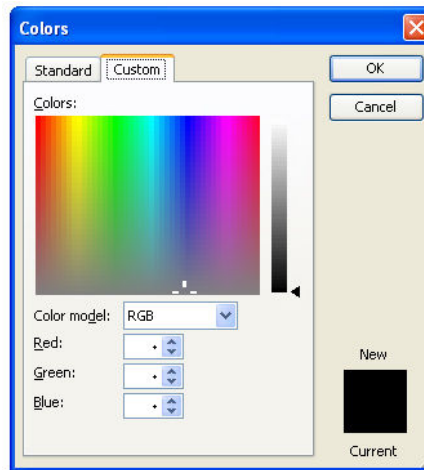 Colors
Standard Custom
OK
Cancel
Colors:
Color model: RGB
Red:
Green:
Blue:
New
Current